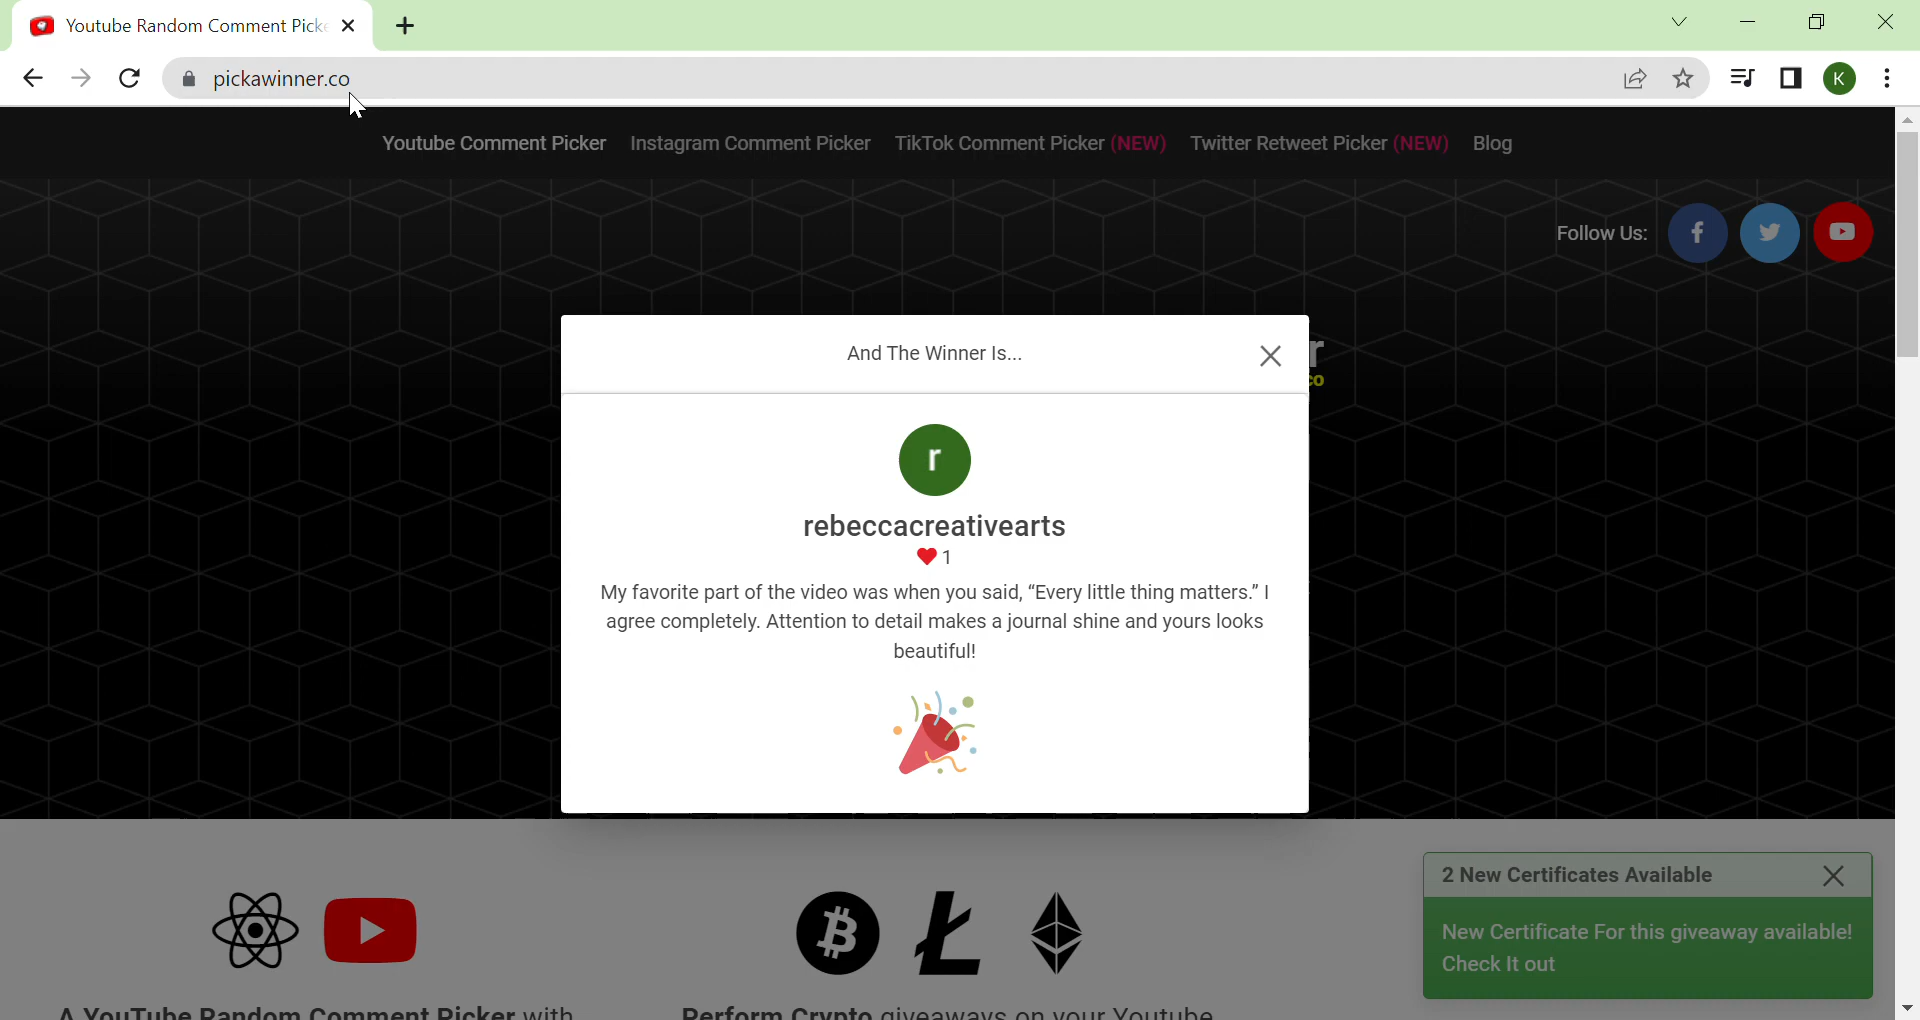 Youtube Random Comment Picke
pickawinner.co
K
Youtube Comment Picker Instagram Comment Picker TikTok Comment Picker (NEW) Twitter Retweet Picker (NEW) Blog
Follow Us:
And The Winner Is...
r
co
r
rebeccacreativearts
1
My favorite part of the video was when you said, “Every little thing matters.” I
agree completely. Attention to detail makes a journal shine and yours looks
beautiful!
2 New Certificates Available
New Certificate For this giveaway available!
Check It out
A YouTube Random Comment Picker with
Perform Crypto giveaways on your Youtube